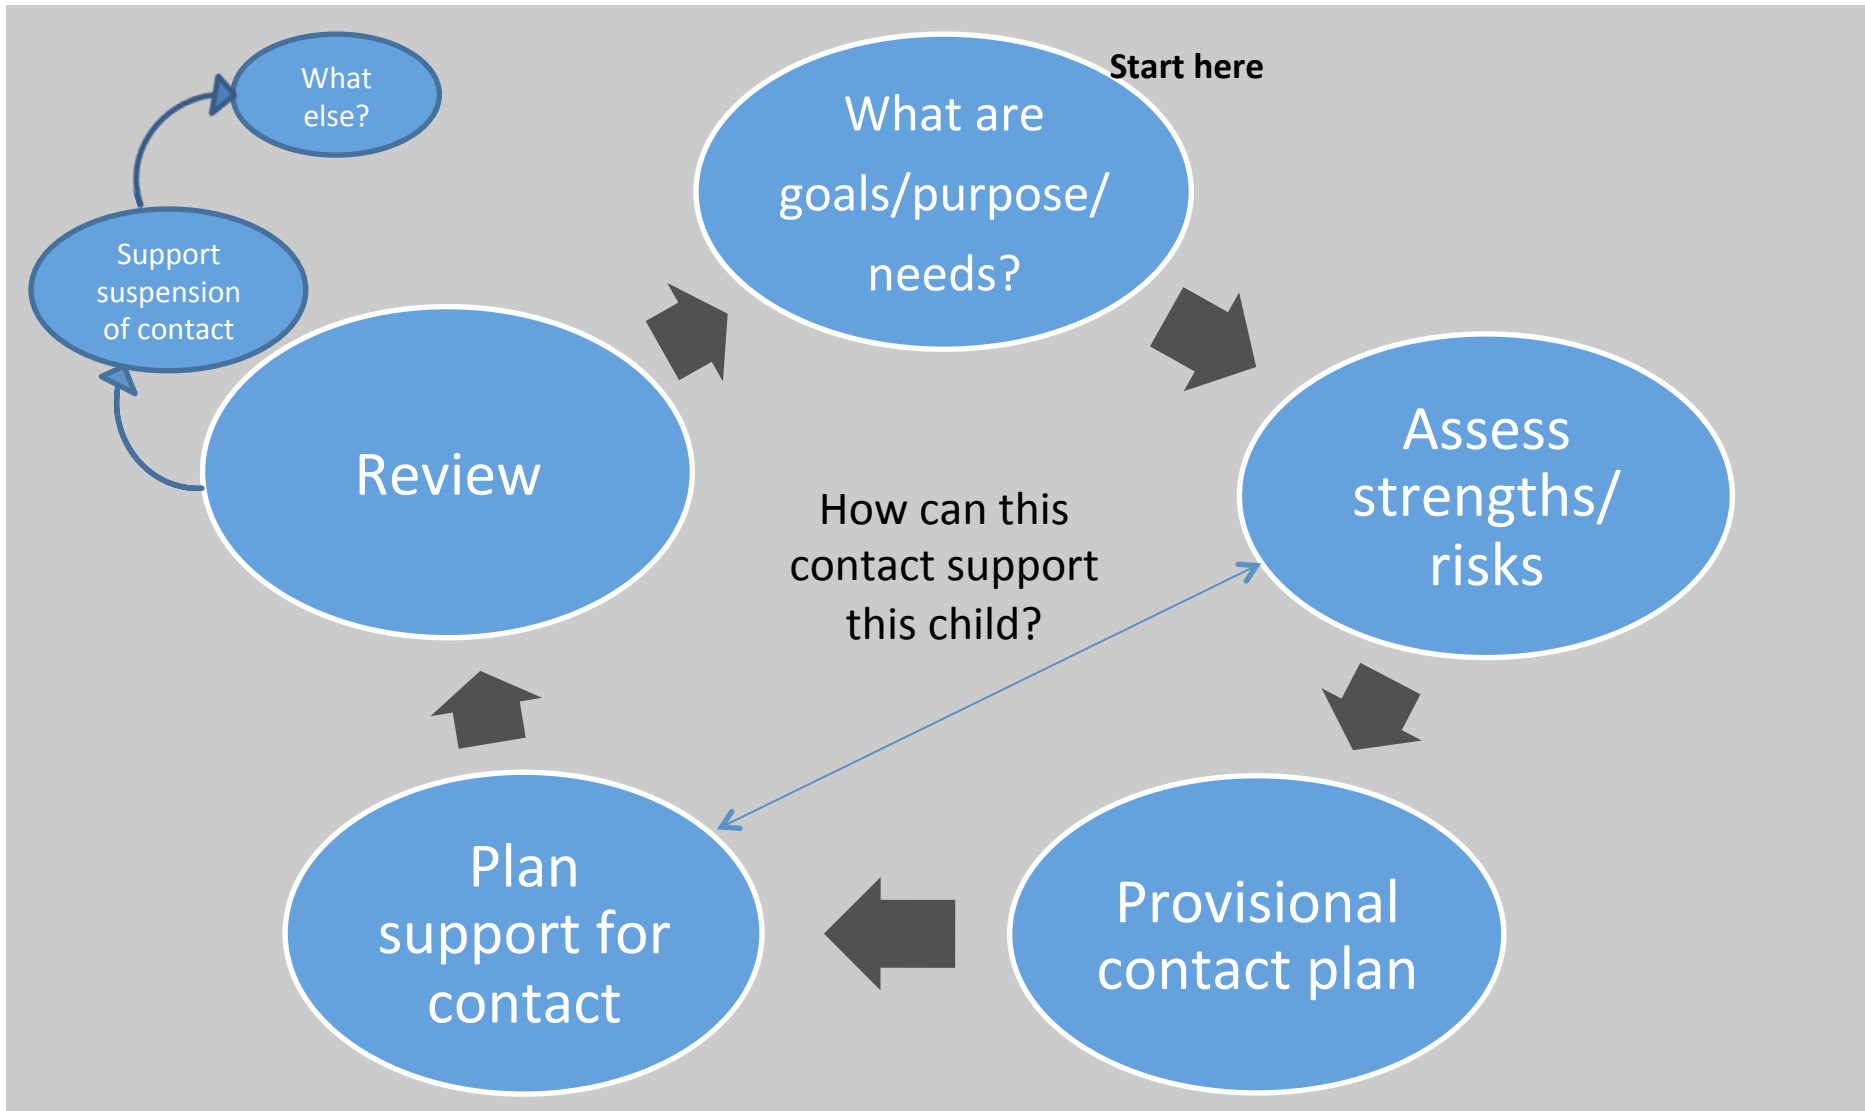 Start here
What are
goals/purpose/
needs?
Assess
strengths/
risks
Provisional
contact plan
Plan
support for
contact
Review
Support
suspension
of contact
What
else?
How can this
contact support
this child?